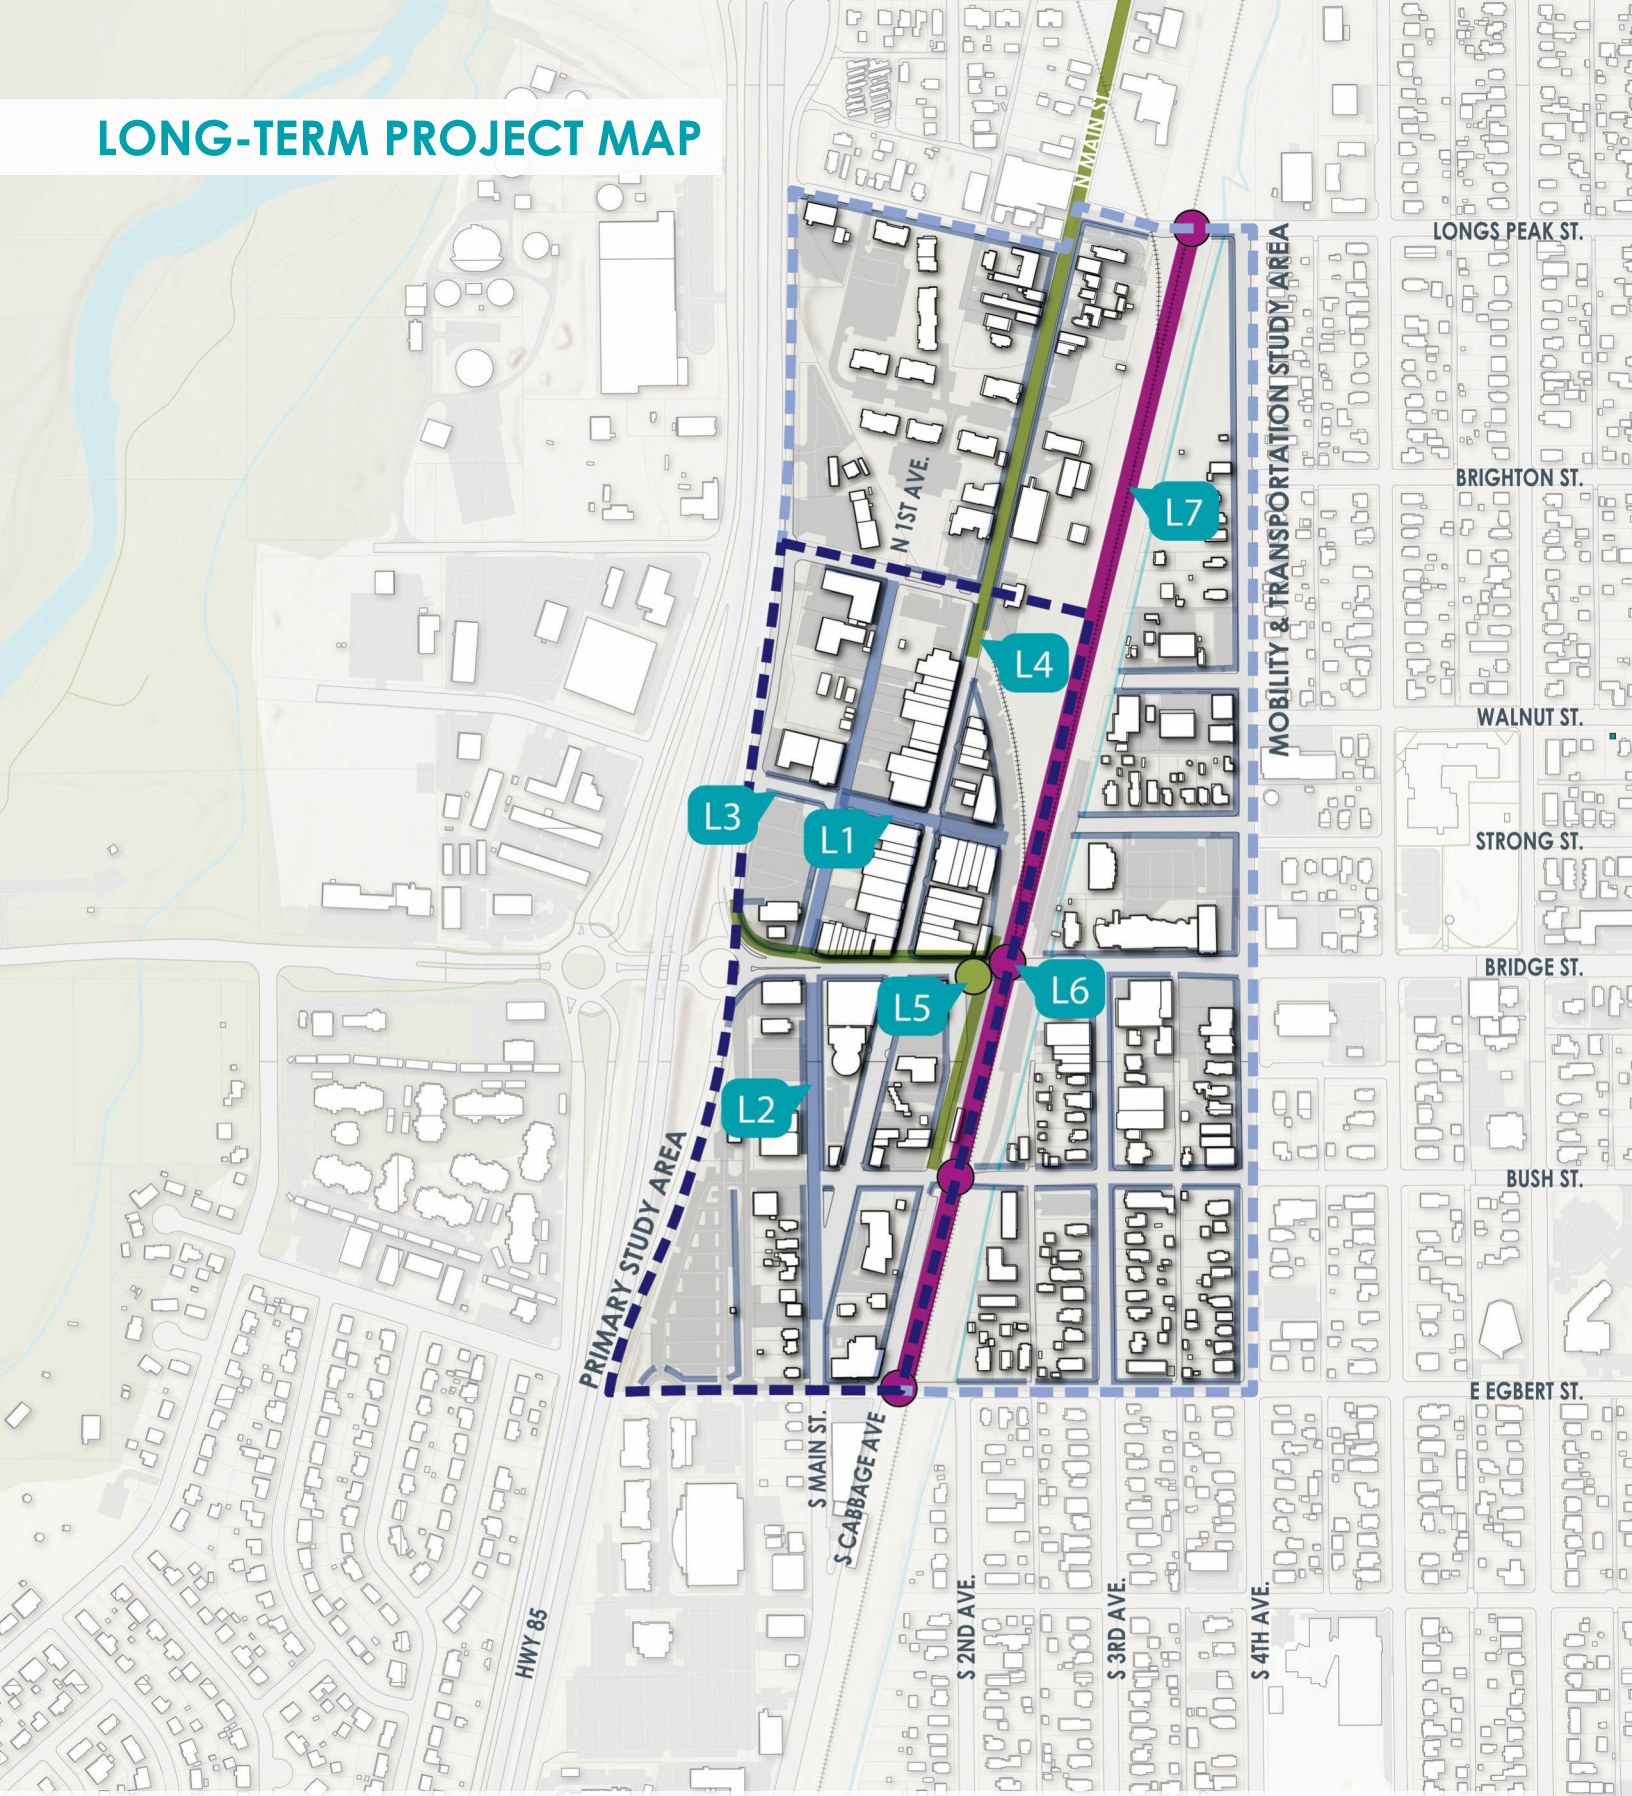 LONG-TERM PROJECT MAP
N MAIN ST.
LONGS PEAK ST.
MOBILITY & TRANSPORTATION STUDY AREA
BRIGHTON ST.
N 1ST AVE.
L7
L4
WALNUT ST.
L3
L1
STRONG ST.
BRIDGE ST.
L5
L6
L2
PRIMARY STUDY AREA
BUSH ST.
E EGBERT ST.
S MAIN ST.
S CABBAGE AVE
HWY 85
S 2ND AVE.
S 3RD AVE.
S 4TH AVE.